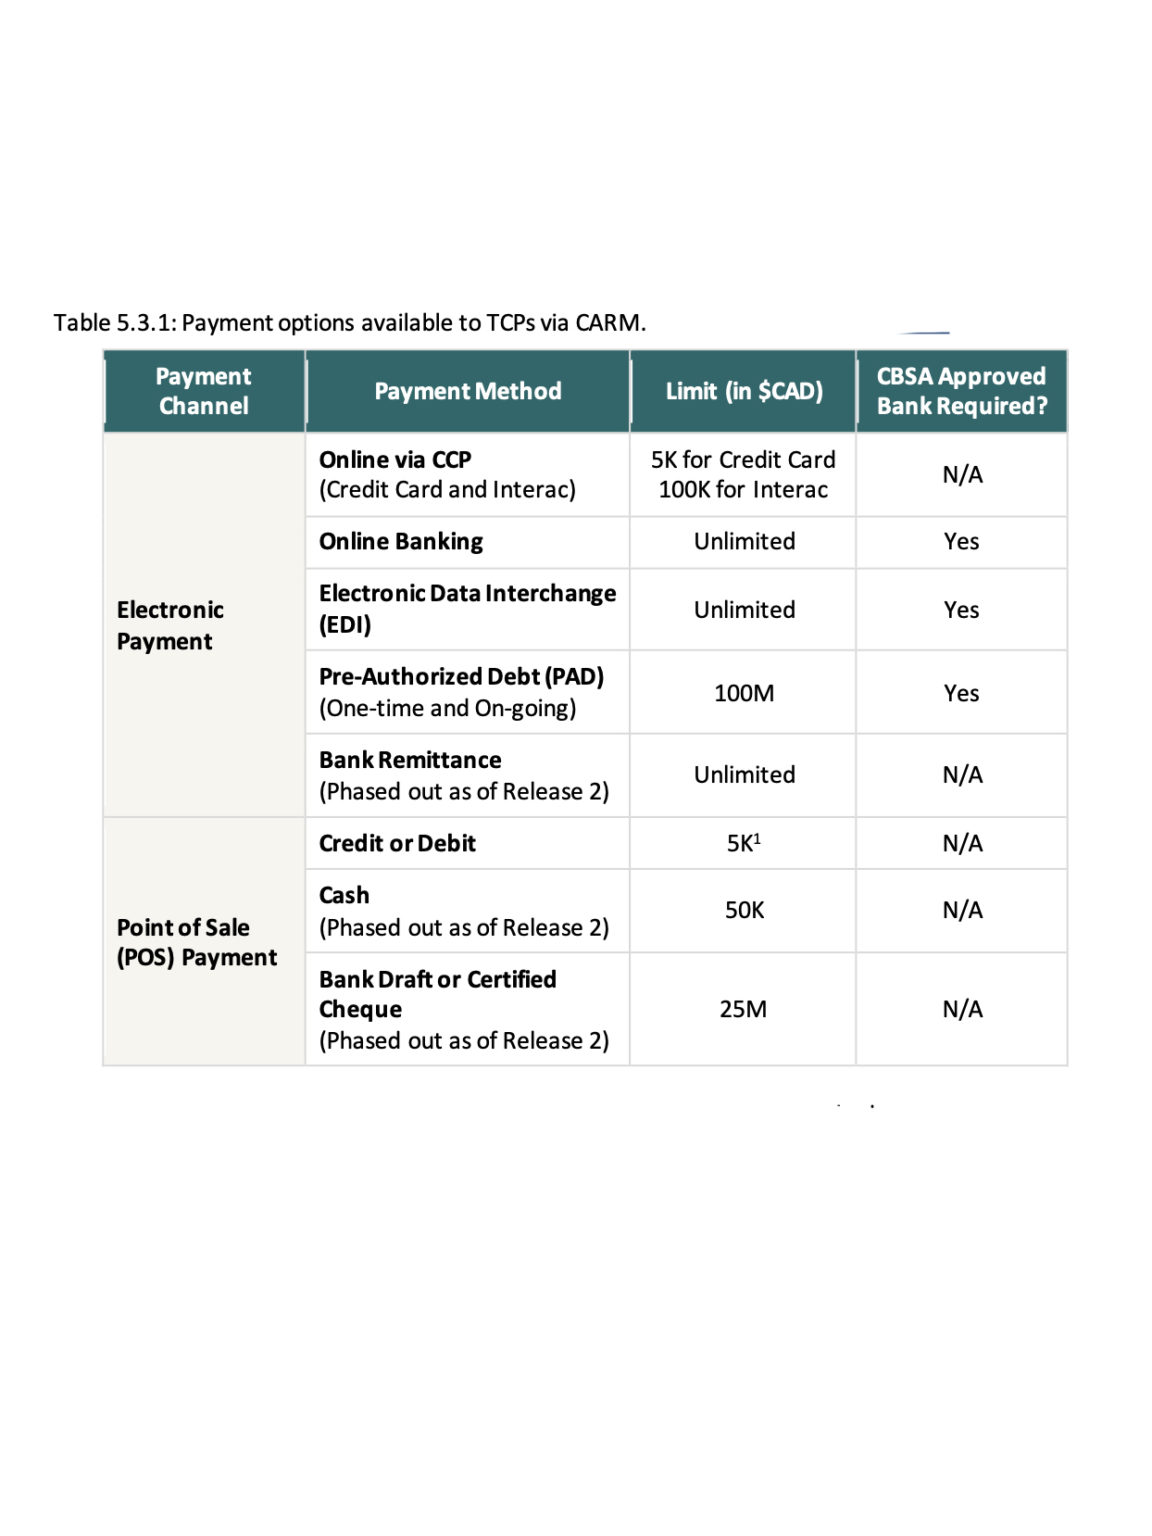 Table 5.3.1: Payment options available to TCPs via CARM.
Payment
Channel
Payment Method
Limit (in $CAD)
CBSA Approved
Bank Required?
Electronic
Payment
Online via CCP
(Credit Card and Interac)
5K for Credit Card
100K for Interac
N/A
Online Banking
Unlimited
Yes
Electronic Data Interchange
(EDI)
Unlimited
Yes
Pre-Authorized Debt (PAD)
(One-time and On-going)
100M
Yes
Bank Remittance
(Phased out as of Release 2)
Unlimited
N/A
Point of Sale
(POS) Payment
Credit or Debit
5K¹
N/A
Cash
(Phased out as of Release 2)
50K
N/A
Bank Draft or Certified
Cheque
(Phased out as of Release 2)
25M
N/A